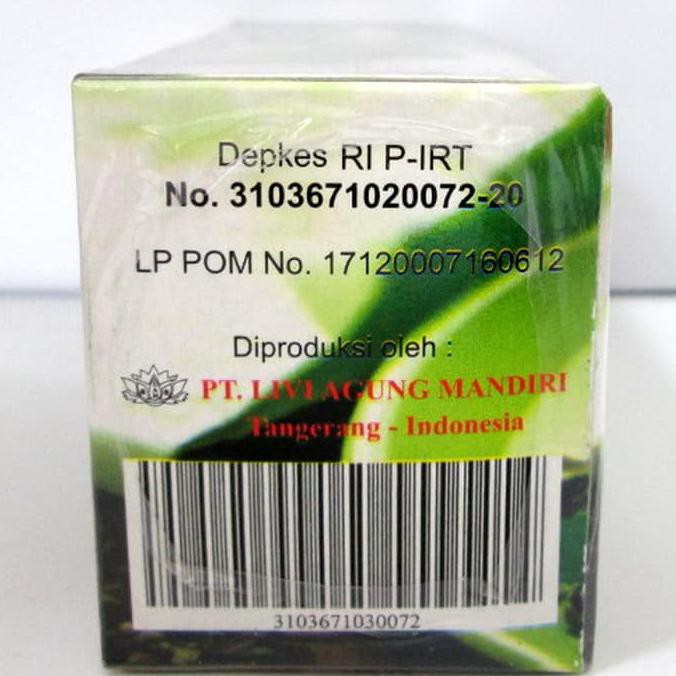 Depkes RI P-IRT
No. 3103671020072-20
LP POM No. 17120007160612
Diproduksi oleh :
PT. LIVI AGUNG MANDIRI
Tangerang - Indonesia
3103671030072